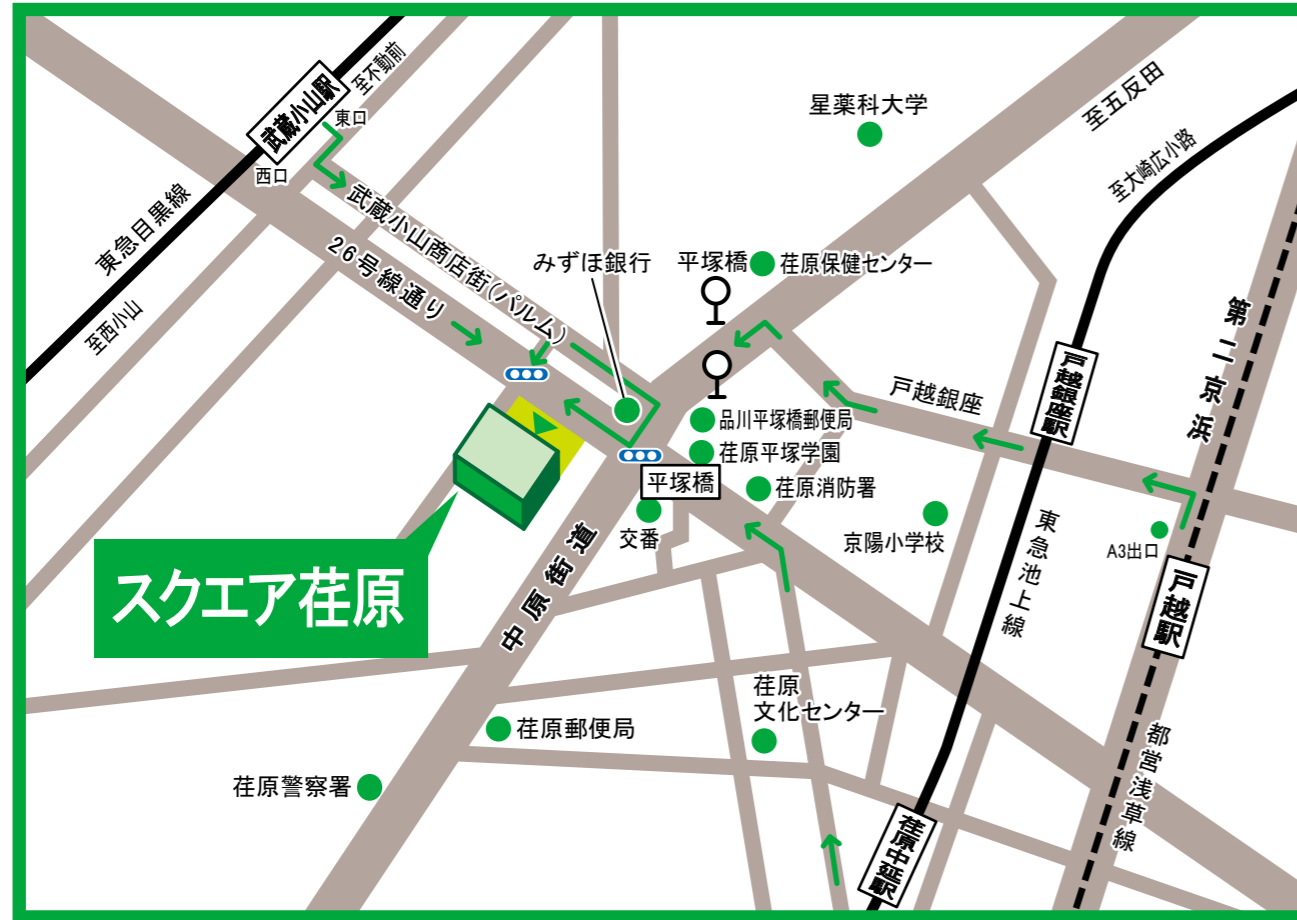 武蔵小山駅
至不動前
東口
西口
東急目黒線
至西小山
武蔵小山商店街(パルム)
26号線通り
みずほ銀行
平塚橋
荏原保健センター
星薬科大学
至五反田
至大崎広小路
戸越銀座駅
第二京浜
戸越銀座
品川平塚橋郵便局
荏原平塚学園
平塚橋
荏原消防署
交番
京陽小学校
東急池上線
A3出口
戸越駅
スクエア荏原
中原街道
荏原
文化センター
荏原郵便局
荏原警察署
荏原中延駅
都営浅草線